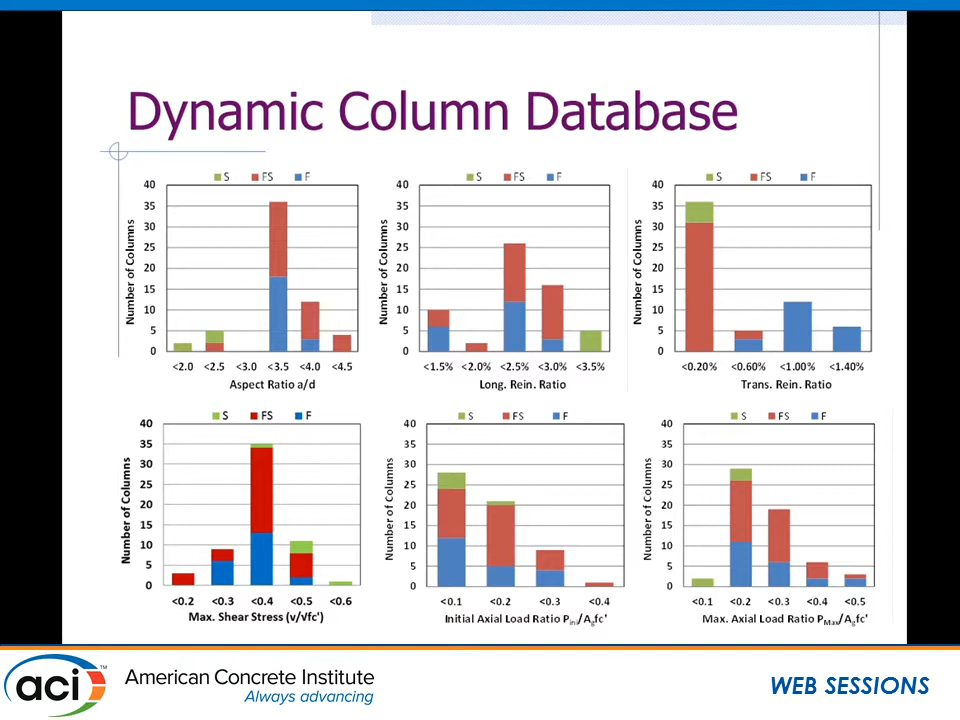 Dynamic Column Database
S FS F
40
35
30
25
20
15
10
5
0
Number of Columns
<2.0 <2.5 <3.0 <3.5 <4.0 <4.5
Aspect Ratio a/d
S FS F
40
35
30
25
20
15
10
5
0
Number of Columns
<1.5% <2.0% <2.5% <3.0% <3.5%
Long. Rein. Ratio
S FS F
40
35
30
25
20
15
10
5
0
Number of Columns
<0.20% <0.60% <1.00% <1.40%
Trans. Rein. Ratio
S FS F
40
35
30
25
20
15
10
5
0
Number of Columns
<0.2 <0.3 <0.4 <0.5 <0.6
Max. Shear Stress (v/√fc')
S FS F
40
35
30
25
20
15
10
5
0
Number of Columns
<0.1 <0.2 <0.3 <0.4
Initial Axial Load Ratio Pini/Agfc'
S FS F
40
35
30
25
20
15
10
5
0
Number of Columns
<0.1 <0.2 <0.3 <0.4 <0.5
Max. Axial Load Ratio PMax/Agfc'
aci™
American Concrete Institute
Always advancing
WEB SESSIONS